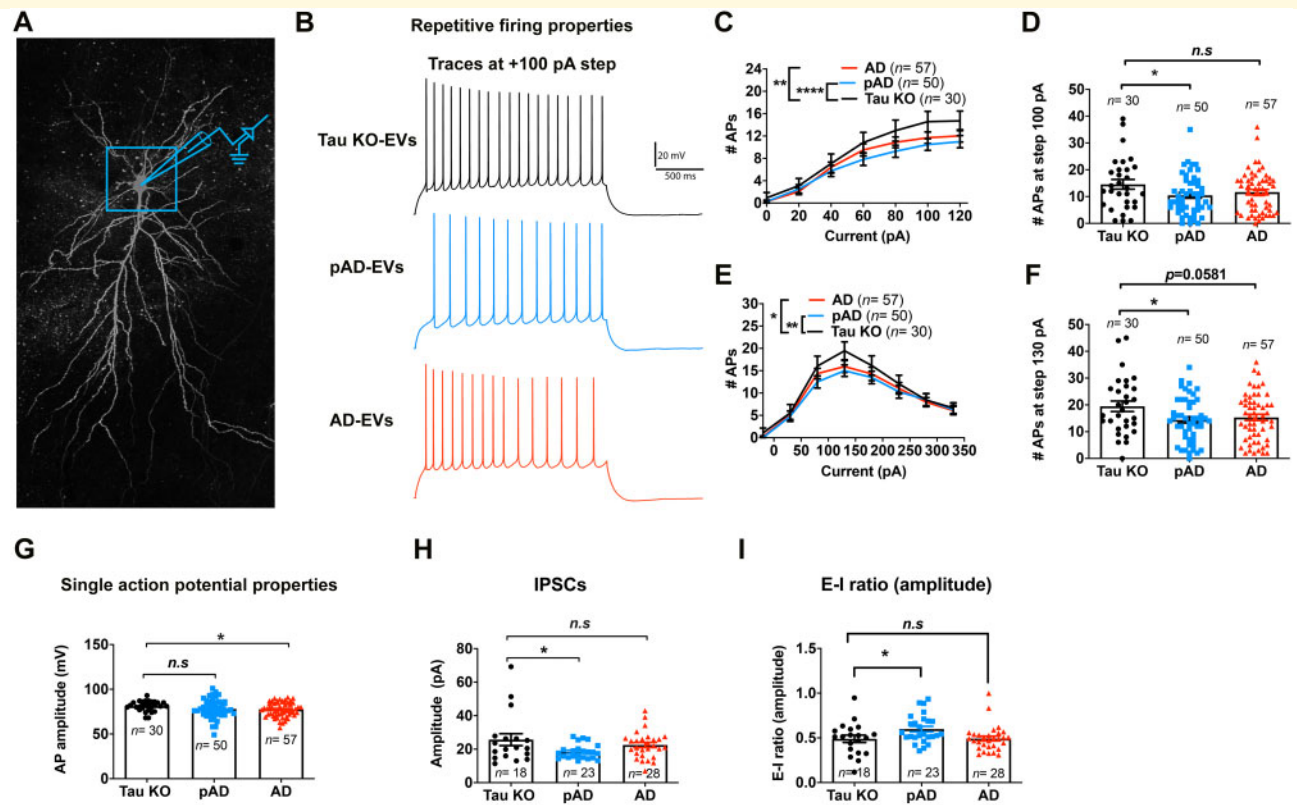 A
B
Repetitive firing properties
Traces at +100 pA step
Tau KO-EVs
20 mV
500 ms
pAD-EVs
AD-EVs
C
** ****
AD (n= 57)
pAD (n= 50)
Tau KO (n= 30)
# APs
24
20
16
12
8
4
0
0 20 40 60 80 100 120
Current (pA)
D
n.s
*
n= 30
50
n= 57
# APs at step 100 pA
50
40
30
20
10
0
Tau KO pAD AD
E
* **
AD (n= 57)
pAD (n= 50)
Tau KO (n= 30)
# APs
30
25
20
15
10
5
0
0 50 100 150 200 250 300 350
Current (pA)
F
p=0.0581
*
n= 30
n= 50
n= 57
# APs at step 130 pA
50
40
30
20
10
0
Tau KO pAD AD
G
Single action potential properties
*
n.s
AP amplitude (mV)
150
100
50
0
n= 30
n= 50
n= 57
Tau KO pAD AD
H
IPSCs
n.s
*
Amplitude (pA)
80
60
40
20
0
n= 18
n= 23
n= 28
Tau KO pAD AD
I
E-I ratio (amplitude)
n.s
*
E-I ratio (amplitude)
1.5
1.0
0.5
0.0
n= 18
n= 23
n= 28
Tau KO pAD AD